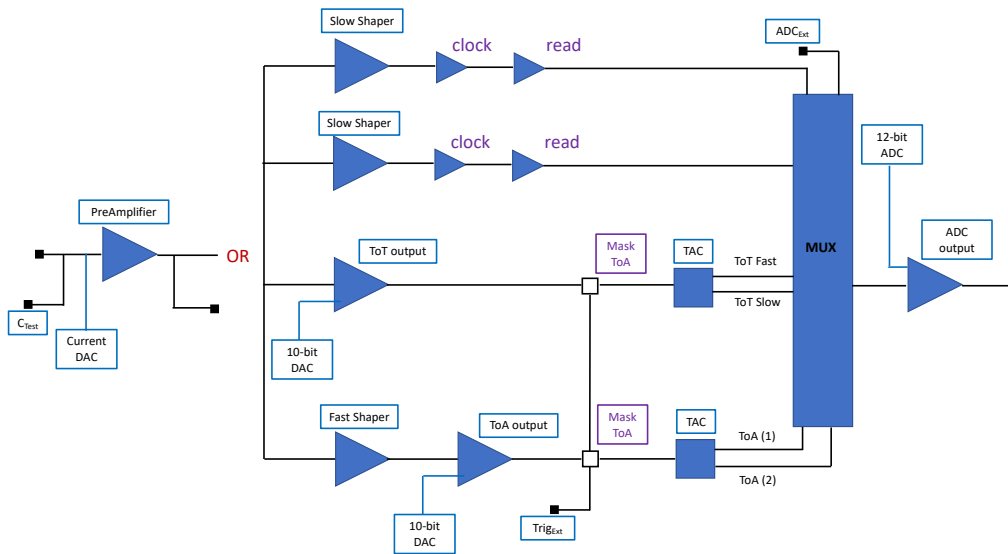 Slow Shaper
clock
read
ADCExt
Slow Shaper
clock
read
12-bit
ADC
PreAmplifier
OR
ToT output
Mask
ToA
TAC
ToT Fast
ToT Slow
MUX
ADC
output
CTest
Current
DAC
10-bit
DAC
Fast Shaper
ToA output
Mask
ToA
TAC
ToA (1)
ToA (2)
10-bit
DAC
TrigExt